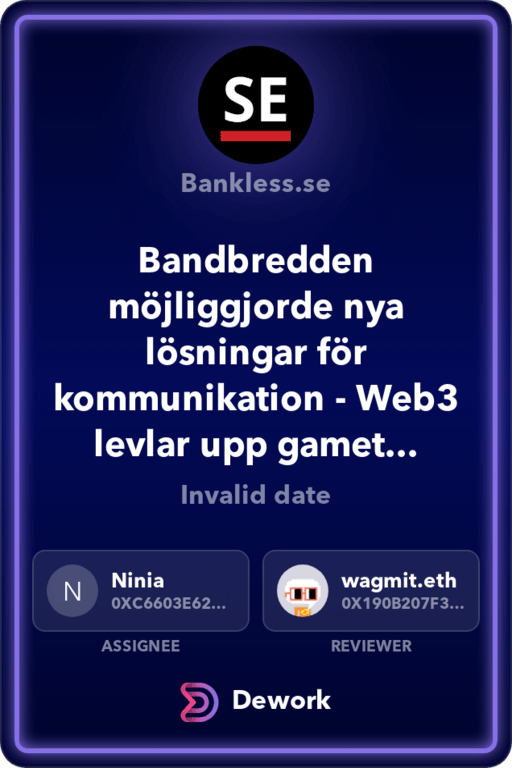 SE
Bankless.se
Bandbredden
möjliggjorde nya
lösningar för
kommunikation - Web3
levlar upp gamet...
Invalid date
N
Ninia
0XC6603E62...
ASSIGNEE
wagmit.eth
0X190B207F3...
REVIEWER
Dework